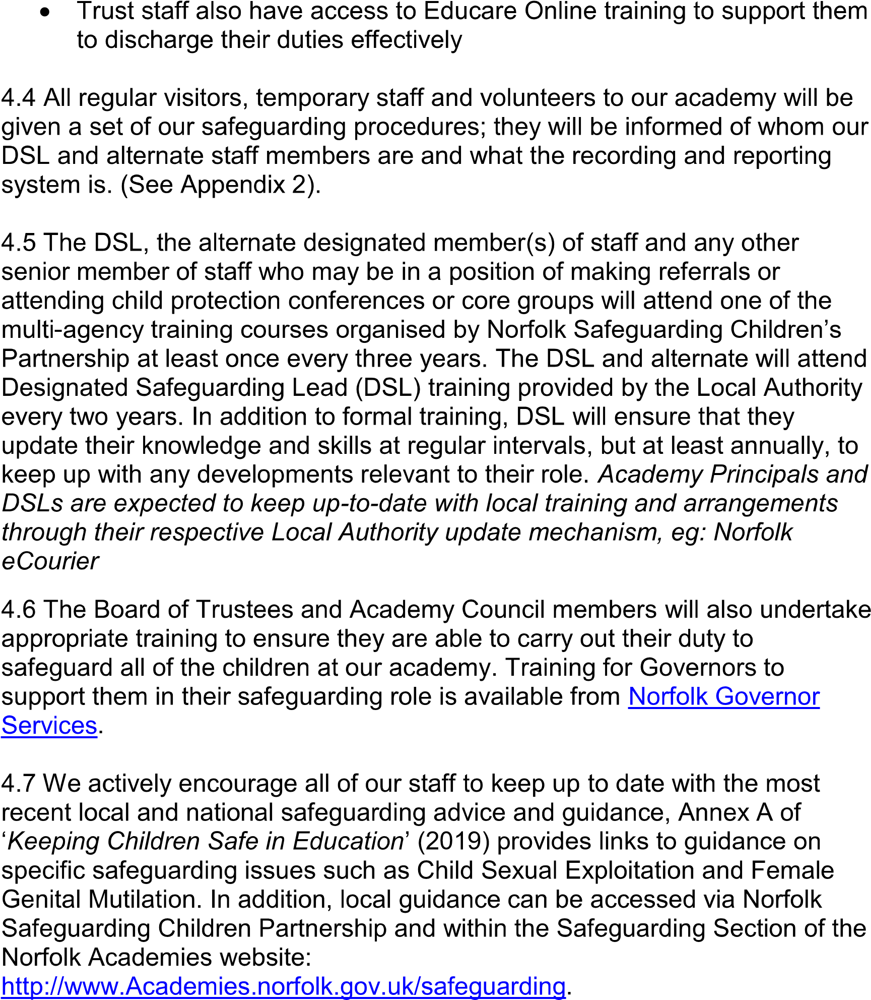 • Trust staff also have access to Educare Online training to support them
to discharge their duties effectively
4.4 All regular visitors, temporary staff and volunteers to our academy will be
given a set of our safeguarding procedures; they will be informed of whom our
DSL and alternate staff members are and what the recording and reporting
system is. (See Appendix 2).
4.5 The DSL, the alternate designated member(s) of staff and any other
senior member of staff who may be in a position of making referrals or
attending child protection conferences or core groups will attend one of the
multi-agency training courses organised by Norfolk Safeguarding Children’s
Partnership at least once every three years. The DSL and alternate will attend
Designated Safeguarding Lead (DSL) training provided by the Local Authority
every two years. In addition to formal training, DSL will ensure that they
update their knowledge and skills at regular intervals, but at least annually, to
keep up with any developments relevant to their role. Academy Principals and
DSLs are expected to keep up-to-date with local training and arrangements
through their respective Local Authority update mechanism, eg: Norfolk
eCourier
4.6 The Board of Trustees and Academy Council members will also undertake
appropriate training to ensure they are able to carry out their duty to
safeguard all of the children at our academy. Training for Governors to
support them in their safeguarding role is available from Norfolk Governor
Services.
4.7 We actively encourage all of our staff to keep up to date with the most
recent local and national safeguarding advice and guidance, Annex A of
‘Keeping Children Safe in Education’ (2019) provides links to guidance on
specific safeguarding issues such as Child Sexual Exploitation and Female
Genital Mutilation. In addition, local guidance can be accessed via Norfolk
Safeguarding Children Partnership and within the Safeguarding Section of the
Norfolk Academies website:
http://www.Academies.norfolk.gov.uk/safeguarding.